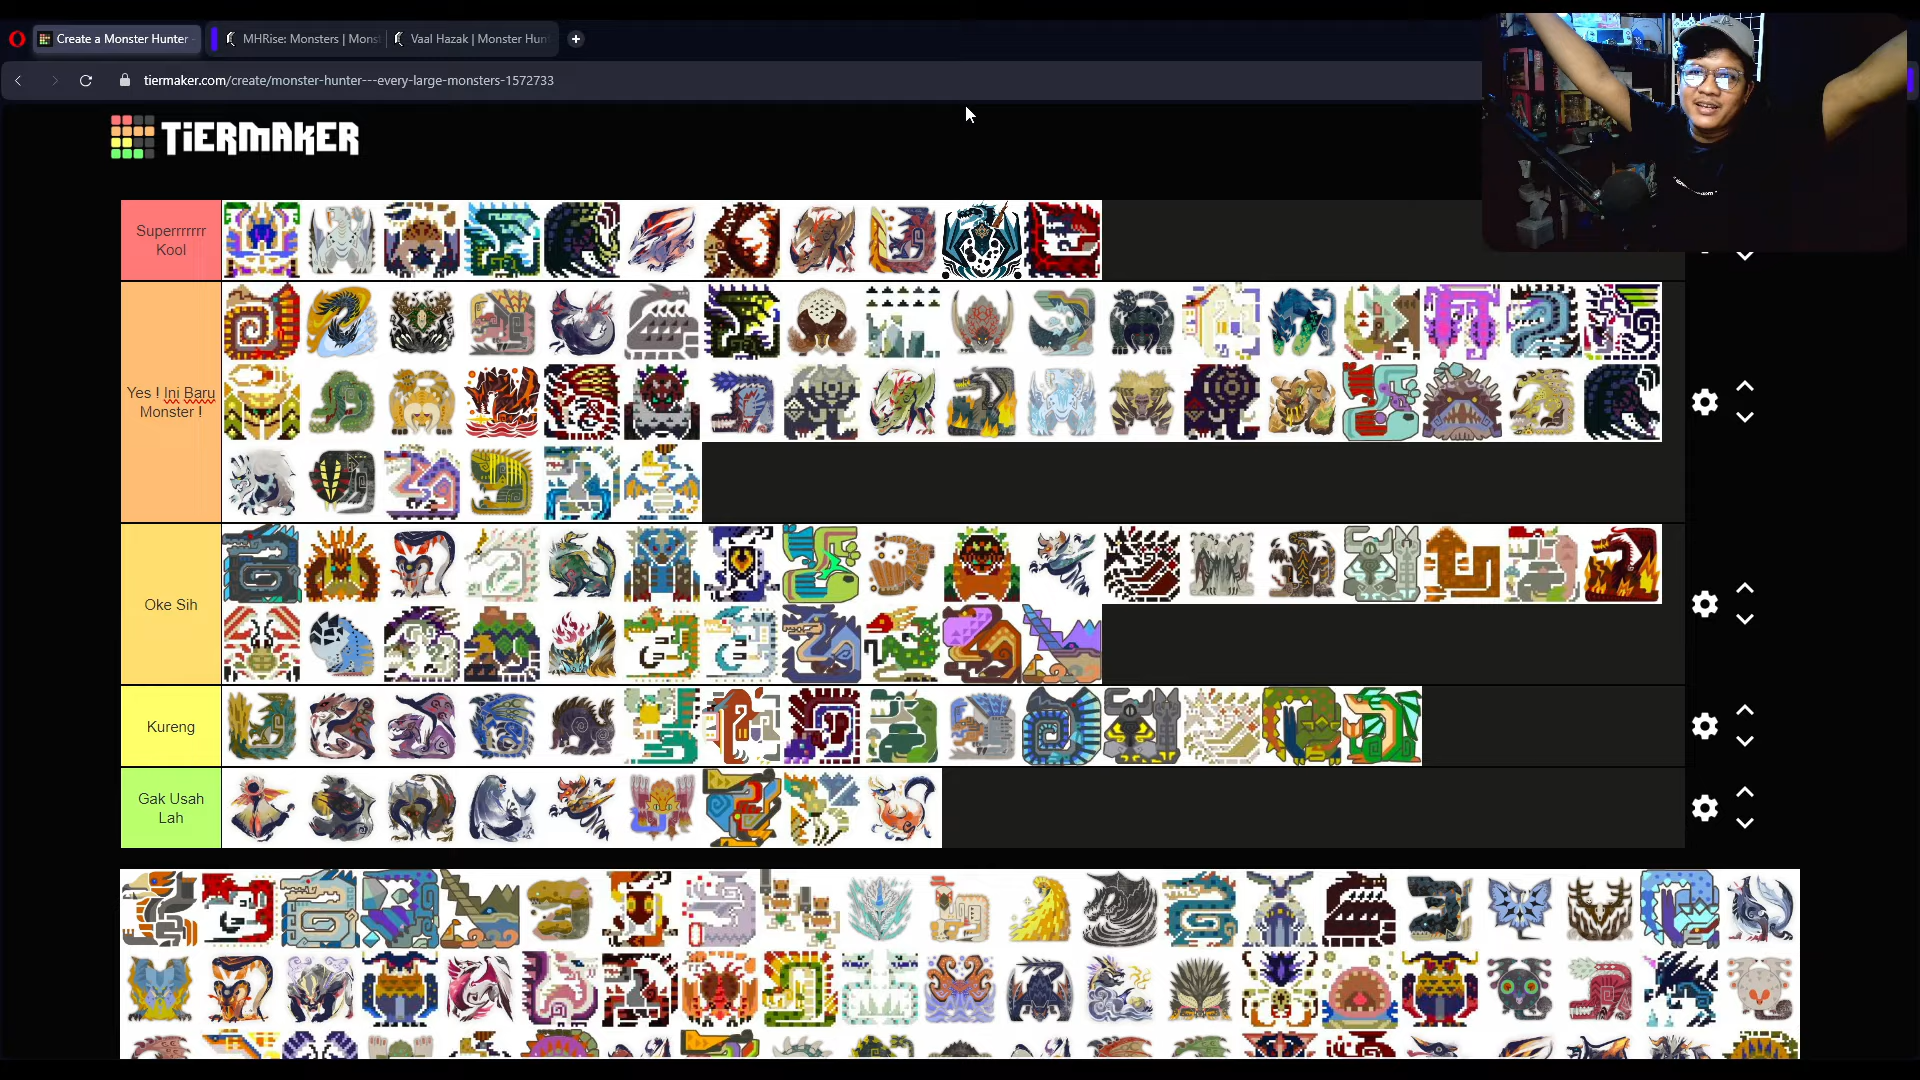 Create a Monster Hunter
MHRise: Monsters | Mons
Vaal Hazak | Monster Hun
tiermaker.com/create/monster-hunter---every-large-monsters-1572733
TIERMAKER
Superrrrrrr
Kool
Yes ! Ini Baru
Monster !
Oke Sih
Kureng
Gak Usah
Lah